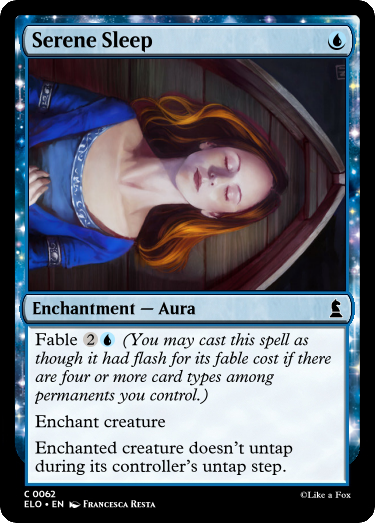 Serene Sleep
Enchantment — Aura
Fable 2 (You may cast this spell as
though it had flash for its fable cost if there
are four or more card types among
permanents you control.)
Enchant creature
Enchanted creature doesn't untap
during its controller's untap step.
C 0062
ELO • EN Francesca Resta
©Like a Fox